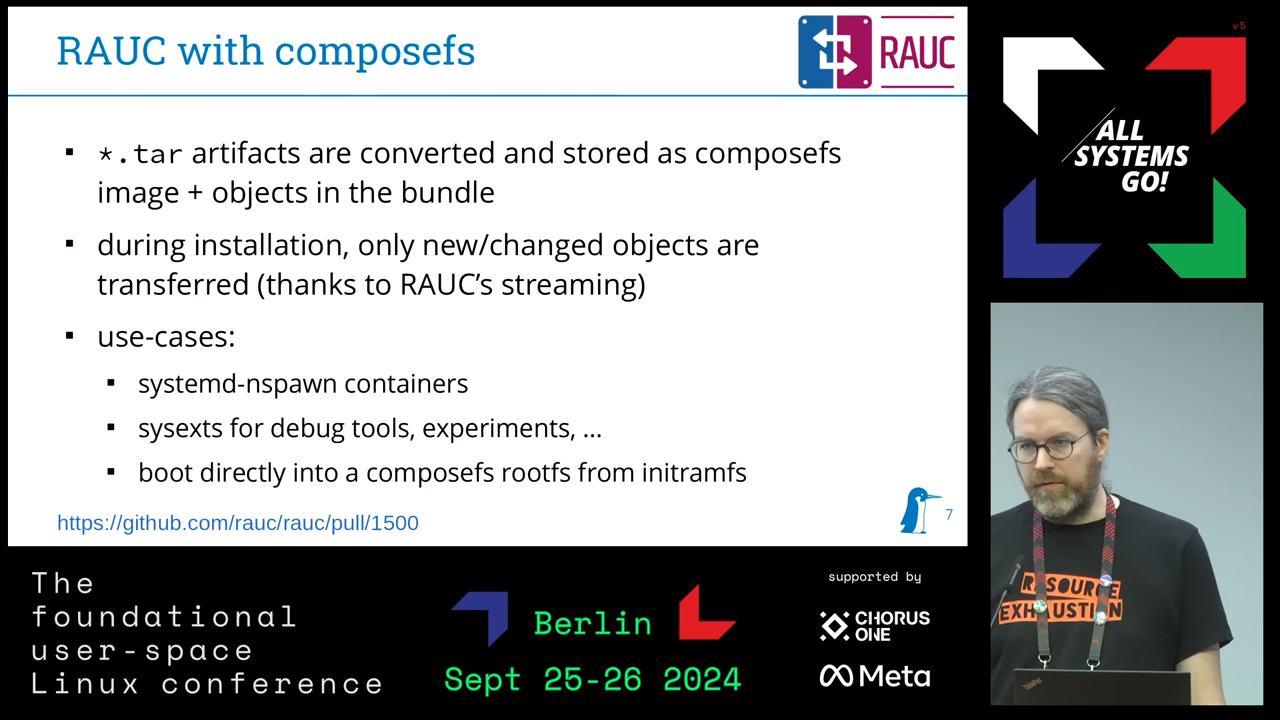 RAUC with composefs
RAUC
*.tar artifacts are converted and stored as composefs
image + objects in the bundle
during installation, only new/changed objects are
transferred (thanks to RAUC’s streaming)
use-cases:
systemd-nspawn containers
sysexts for debug tools, experiments, ...
boot directly into a composefs rootfs from initramfs
https://github.com/rauc/rauc/pull/1500
7
v5
ALL
SYSTEMS
GO!
RESOURCE
EXHAUSTION
ThinkPad
The
foundational
user-space
Linux conference
Berlin
Sept 25-26 2024
supported by
CHORUS
ONE
Meta